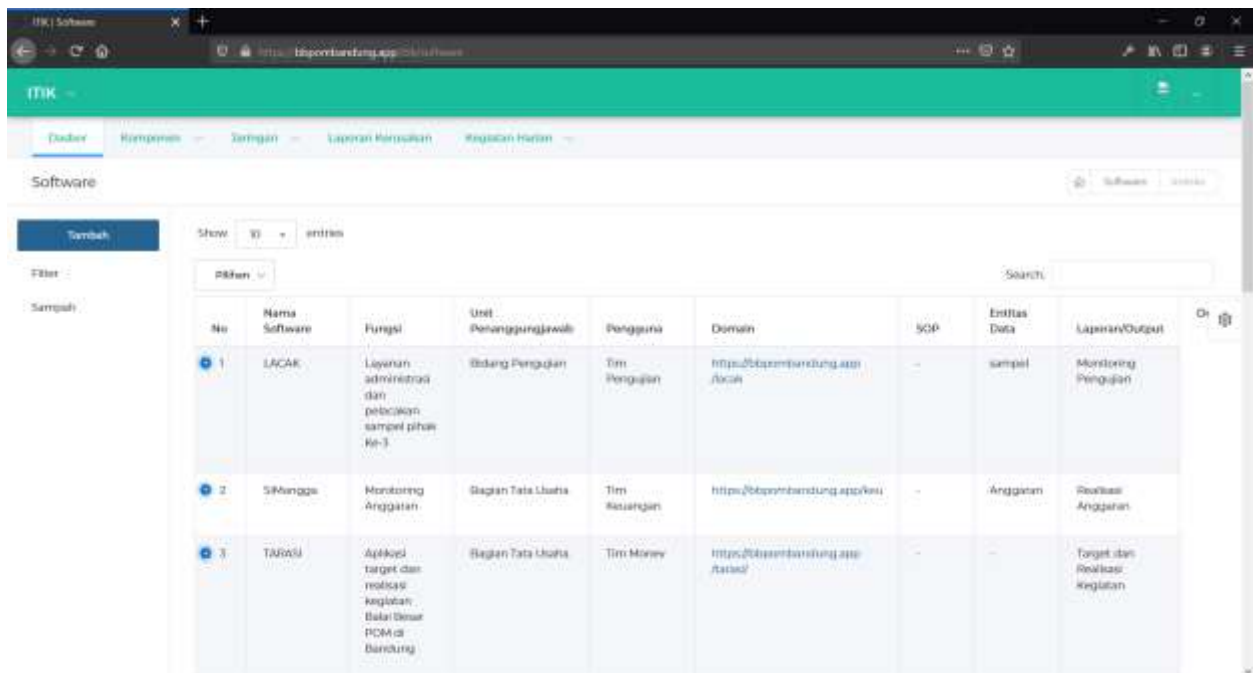 ITIK | Software
https://bbpombandung.app/itik/software
ITIK
Dasbor Komponen Jaringan Laporan Kerusakan Kegiatan Harian
Software
Software
Tambah
Show 10 entries
Filter
Pilihan
Search:
Sampah
No
Nama
Software
Fungsi
Unit
Penanggungjawab
Pengguna
Domain
SOP
Entitas
Data
Laporan/Output
1
LACAK
Layanan
administrasi
dan
pelacakan
sampel pihak
Ke-3
Bidang Pengujian
Tim
Pengujian
https://bbpombandung.app
/lacak
-
sampel
Monitoring
Pengujian
2
SiMangga
Monitoring
Anggaran
Bagian Tata Usaha
Tim
Keuangan
https://bbpombandung.app/keu
-
Anggaran
Realisasi
Anggaran
3
TARASI
Aplikasi
target dan
realisasi
kegiatan
Balai Besar
POM di
Bandung
Bagian Tata Usaha
Tim Monev
https://bbpombandung.app
/tarasi/
-
-
Target dan
Realisasi
Kegiatan